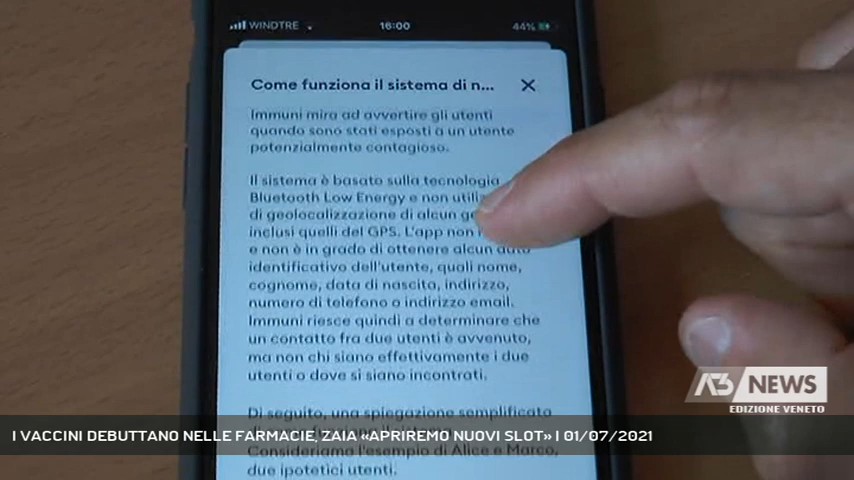 WINDTRE
16:00
44%
Come funziona il sistema di n...
Immuni mira ad avvertire gli utenti
quando sono stati esposti a un utente
potenzialmente contagioso.
Il sistema è basato sulla tecnologia
Bluetooth Low Energy e non
di geolocalizzazione di alcun
inclusi quelli del GPS. L'app non
e non è in grado di ottenere alcun dato
identificativo dell'utente, quali nome,
cognome, data di nascita, indirizzo,
numero di telefono o indirizzo email.
Immuni riesce quindi a determinare che
un contatto fra due utenti è avvenuto,
ma non chi siano effettivamente i due
utenti o dove si siano incontrati.
Di seguito, una spiegazione semplificata
Consideriamo l'esempio di Alice e Marco,
due ipotetici utenti.
A3 NEWS
EDIZIONE VENETO
I VACCINI DEBUTTANO NELLE FARMACIE, ZAIA «APRIREMO NUOVI SLOT» | 01/07/2021